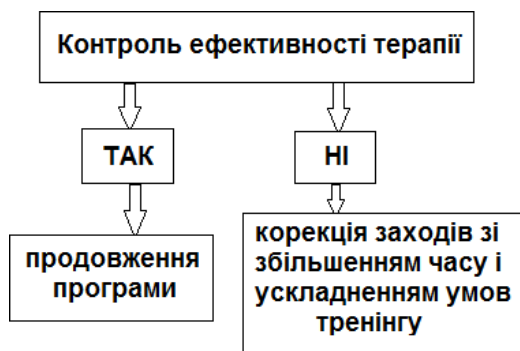 Контроль ефективності терапії
ТАК
НІ
продовження
програми
корекція заходів зі
збільшенням часу і
ускладненням умов
тренінгу